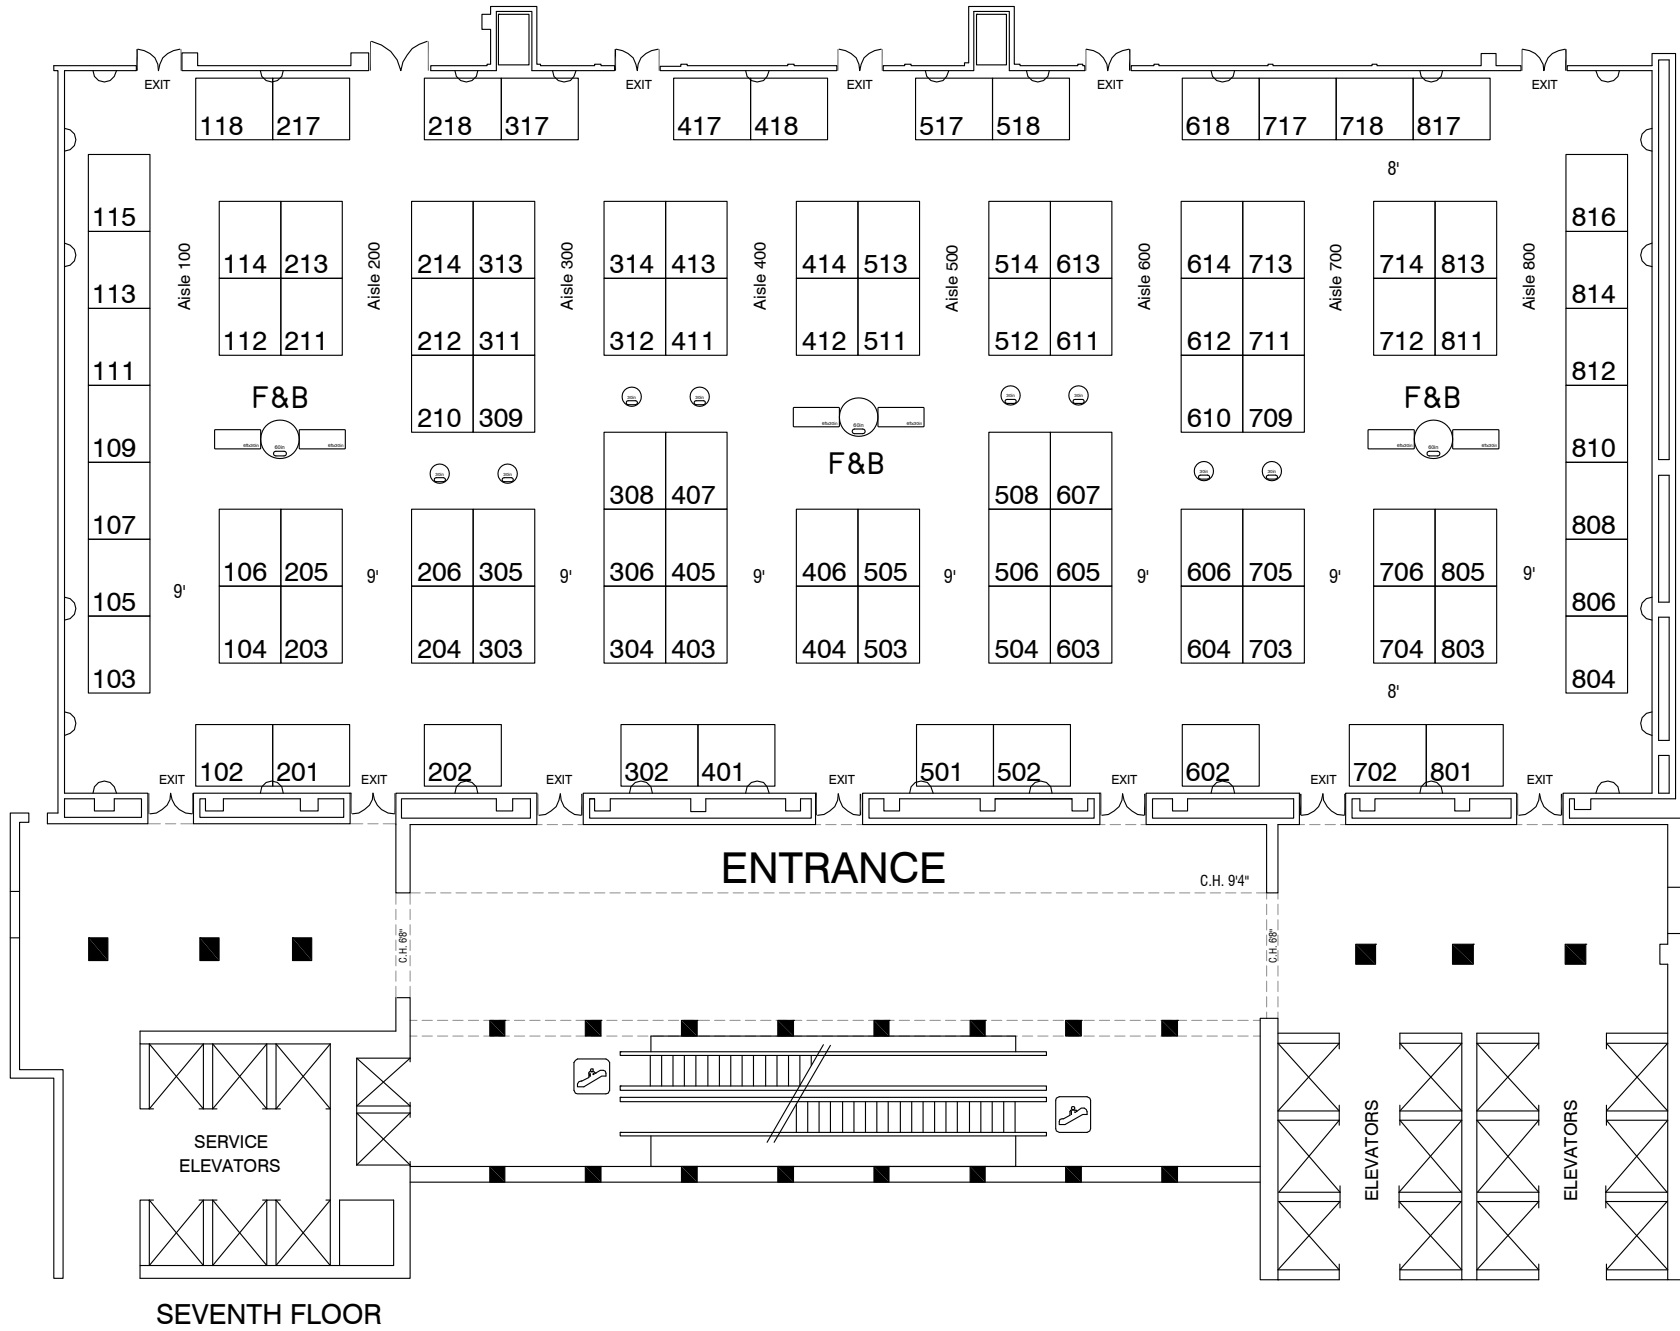 EXIT EXIT EXIT EXIT EXIT
118 217 218 317 417 418 517 518 618 717 718 817
8'
115 816
Aisle 100 Aisle 200 Aisle 300 Aisle 400 Aisle 500 Aisle 600 Aisle 700 Aisle 800
114 213 214 313 314 413 414 513 514 613 614 713 714 813
113 814
112 211 212 311 312 411 412 511 512 611 612 711 712 811
111 812
F&B F&B
210 309 610 709
109 810
F&B
308 407 508 607
107 808
106 205 206 305 306 405 406 505 506 605 606 705 706 805
9' 9' 9' 9' 9' 9' 9' 9'
105 806
104 203 204 303 304 403 404 503 504 603 604 703 704 803
103 804
8'
102 201 202 302 401 501 502 602 702 801
EXIT EXIT EXIT EXIT EXIT EXIT EXIT
ENTRANCE
C.H. 9'4"
C.H. 68" C.H. 68"
SERVICE
ELEVATORS
ELEVATORS ELEVATORS
SEVENTH FLOOR